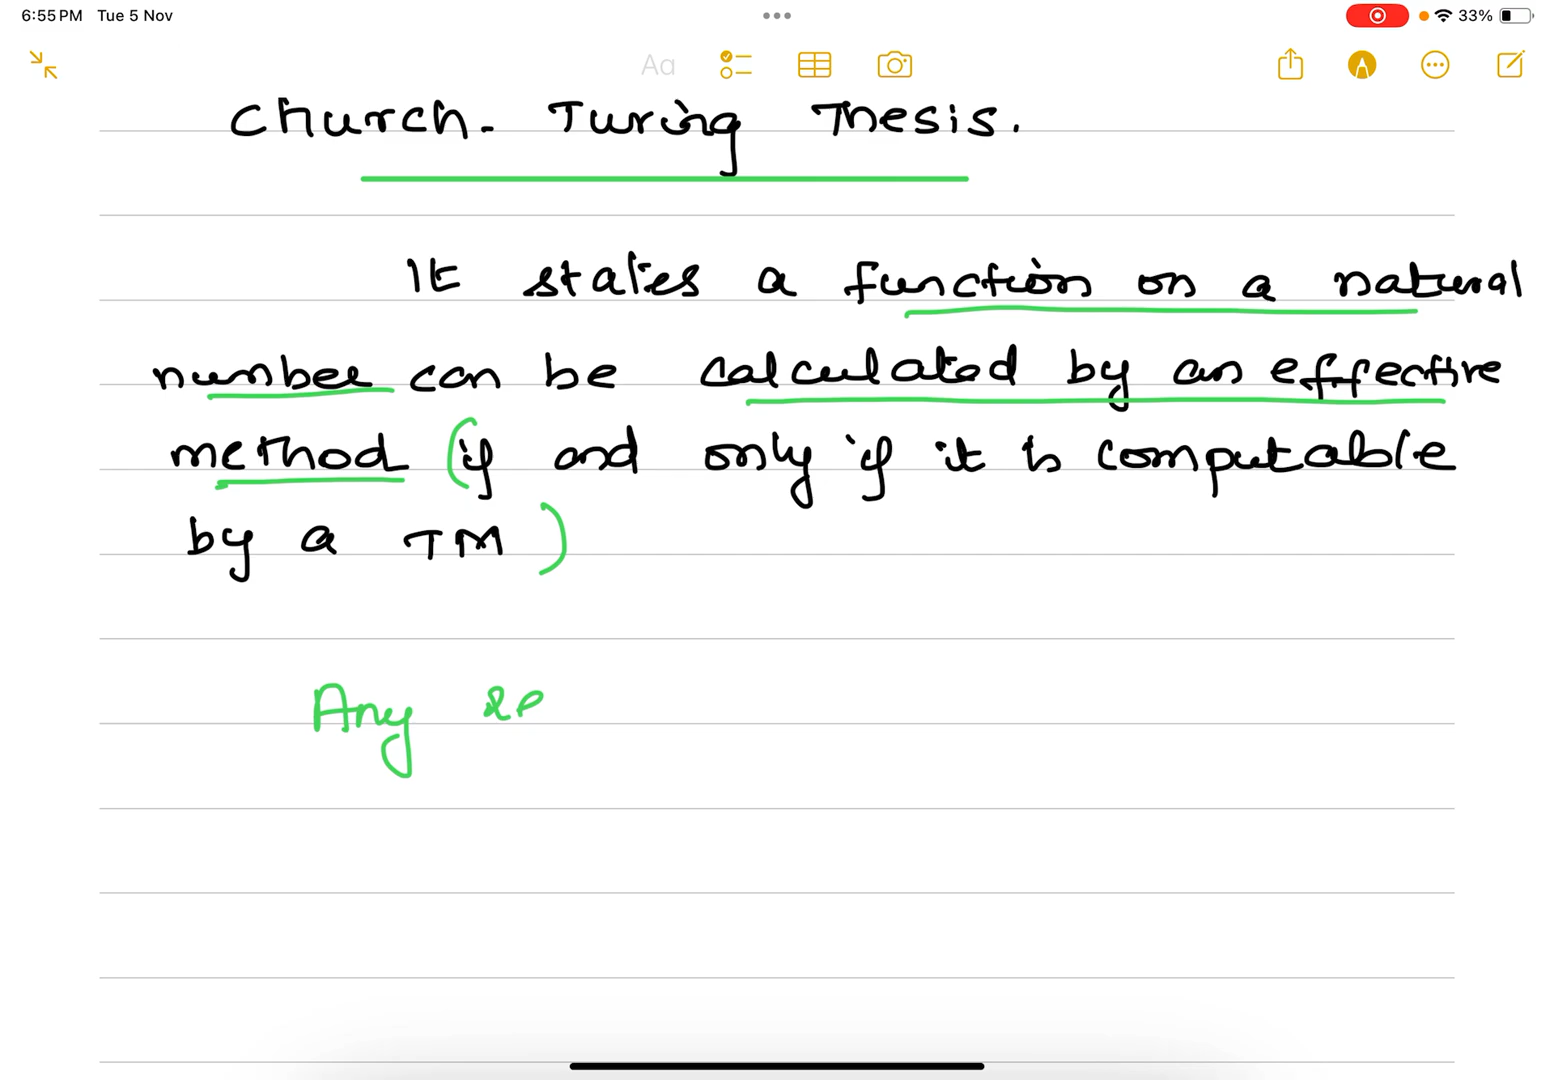 6:55 PM Tue 5 Nov
33%
Aa
Church- Turing Thesis.
It states a function on a natural
number can be calculated by an effective
method (if and only if it is computable
by a TM)
Any re